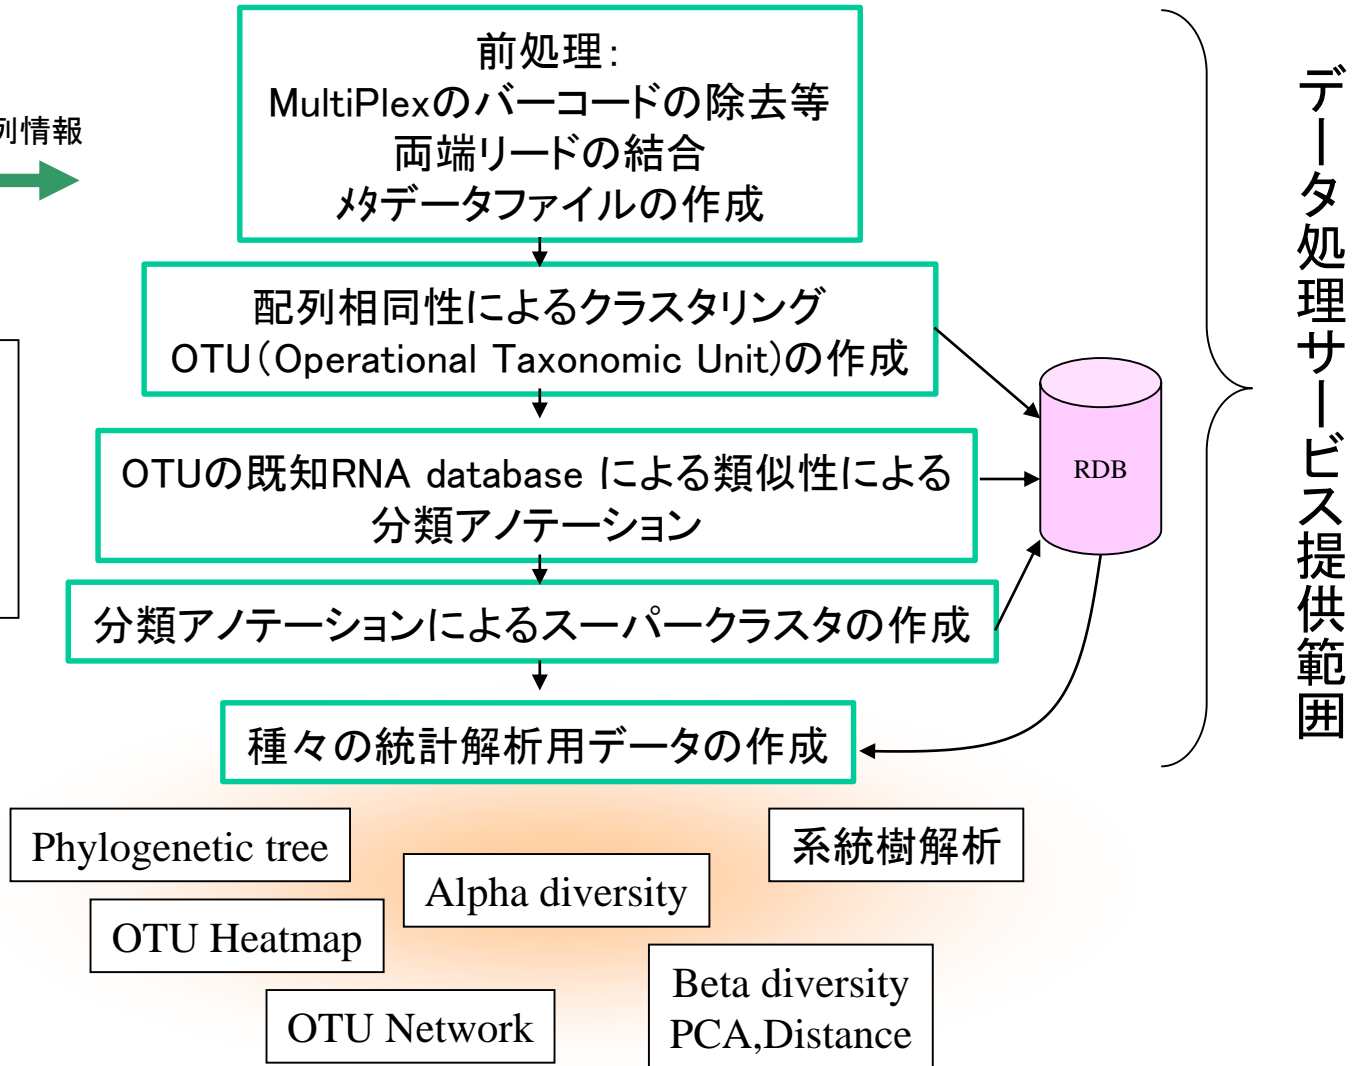 列情報
前処理：
MultiPlexのバーコードの除去等
両端リードの結合
ﾒﾀデータファイルの作成
配列相同性によるクラスタリング
OTU（Operational Taxonomic Unit)の作成
OTUの既知RNA database による類似性による
分類アノテーション
分類アノテーションによるスーパークラスタの作成
種々の統計解析用データの作成
RDB
データ処理サービス提供範囲
Phylogenetic tree
Alpha diversity
系統樹解析
OTU Heatmap
OTU Network
Beta diversity
PCA,Distance